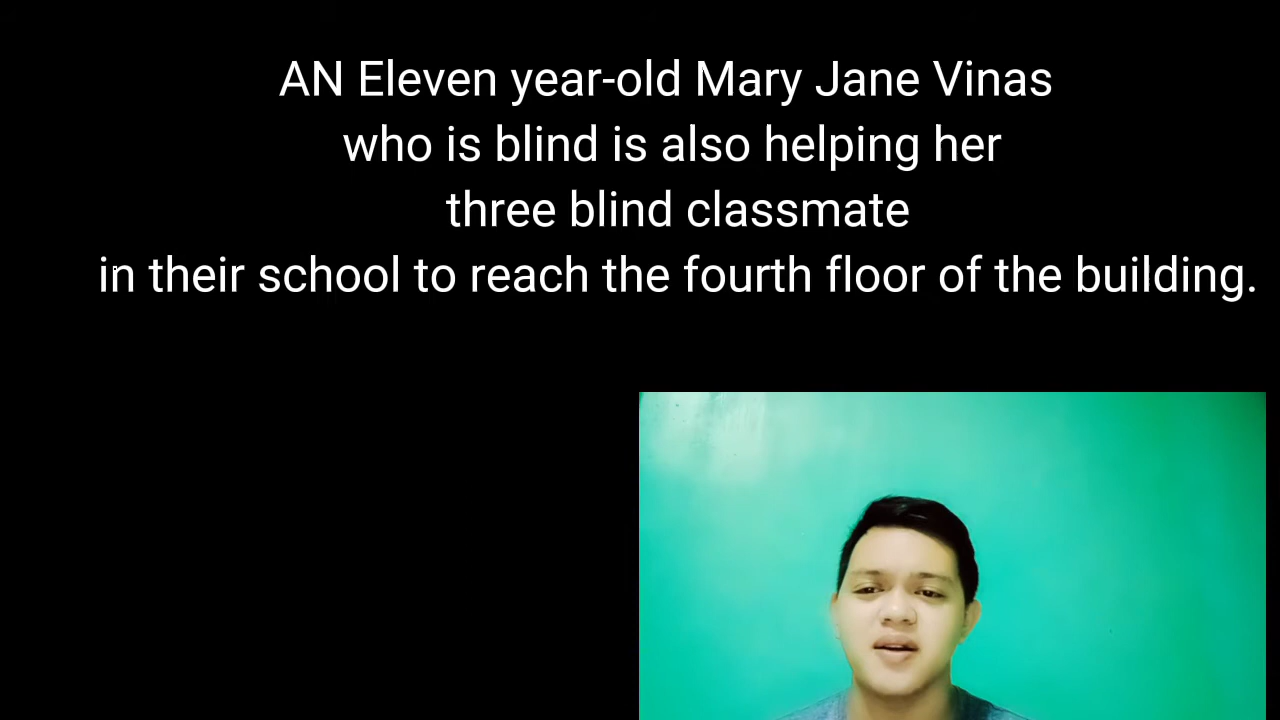 AN Eleven year-old Mary Jane Vinas
who is blind is also helping her
three blind classmate
in their school to reach the fourth floor of the building.